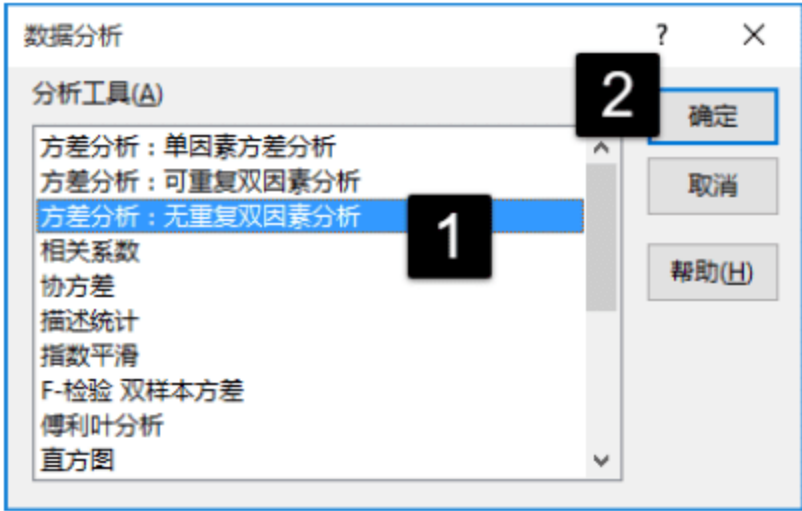 数据分析 ?
分析工具(A)
方差分析：单因素方差分析
方差分析：可重复双因素分析
方差分析：无重复双因素分析
相关系数
协方差
描述统计
指数平滑
F-检验 双样本方差
傅利叶分析
直方图
1
2
确定
取消
帮助(H)